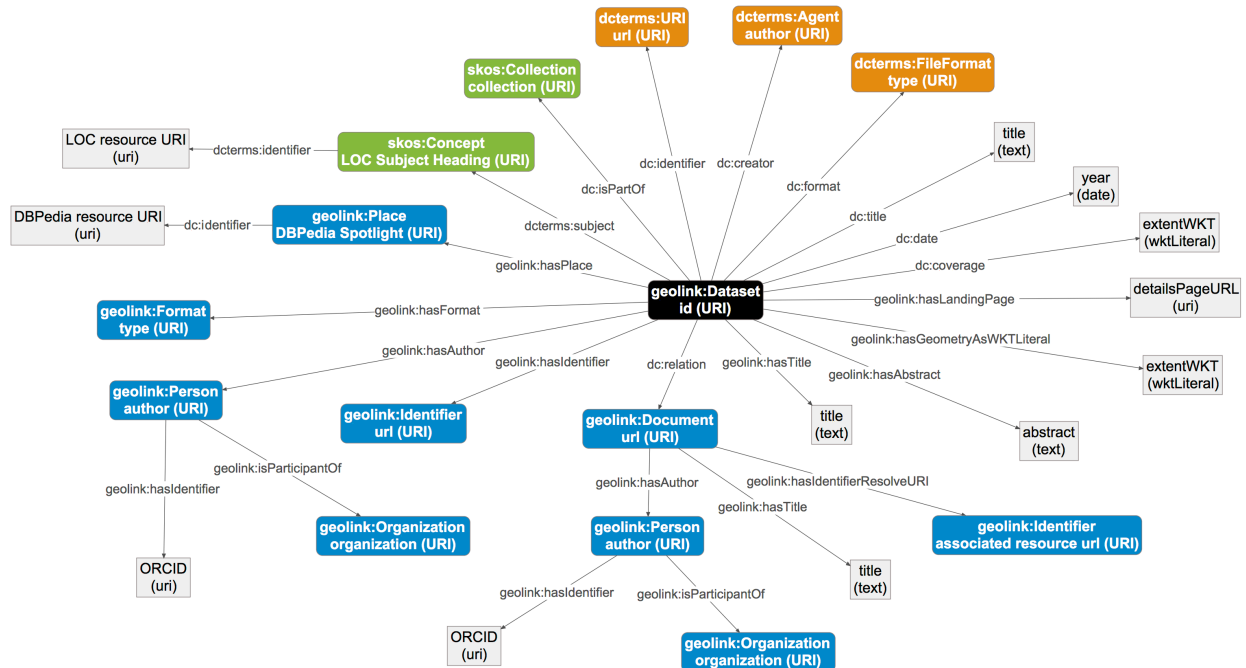 dcterms:URI
url (URI)
dcterms:Agent
author (URI)
skos:Collection
collection (URI)
dcterms:FileFormat
type (URI)
LOC resource URI
(uri)
dcterms:identifier
skos:Concept
LOC Subject Heading (URI)
title
(text)
dc:identifier
dc:creator
dc:isPartOf
dc:format
year
(date)
DBPedia resource URI
(uri)
dc:identifier
geolink:Place
DBPedia Spotlight (URI)
dcterms:subject
dc:title
dc:date
extentWKT
(wktLiteral)
geolink:hasPlace
dc:coverage
geolink:Dataset
id (URI)
geolink:hasLandingPage
detailsPageURL
(uri)
geolink:Format
type (URI)
geolink:hasFormat
geolink:hasGeometryAsWKTLiteral
geolink:hasAuthor
geolink:hasIdentifier
dc:relation
geolink:hasTitle
geolink:hasAbstract
extentWKT
(wktLiteral)
geolink:Person
author (URI)
geolink:Identifier
url (URI)
geolink:Document
url (URI)
title
(text)
abstract
(text)
geolink:isParticipantOf
geolink:hasIdentifier
geolink:hasAuthor
geolink:hasIdentifierResolveURI
geolink:hasTitle
geolink:Organization
organization (URI)
geolink:Person
author (URI)
geolink:Identifier
associated resource url (URI)
ORCID
(uri)
title
(text)
geolink:hasIdentifier
geolink:isParticipantOf
ORCID
(uri)
geolink:Organization
organization (URI)